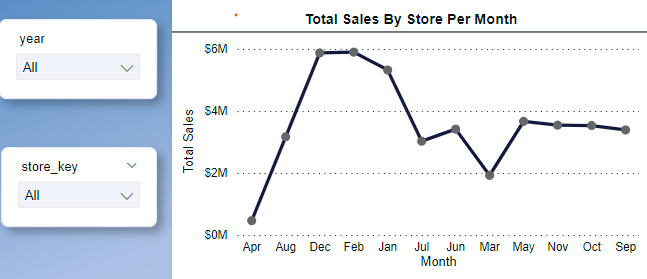 year
All
store_key
All
Total Sales By Store Per Month
Total Sales
$6M
$4M
$2M
$0M
Apr Aug Dec Feb Jan Jul Jun Mar May Nov Oct Sep
Month